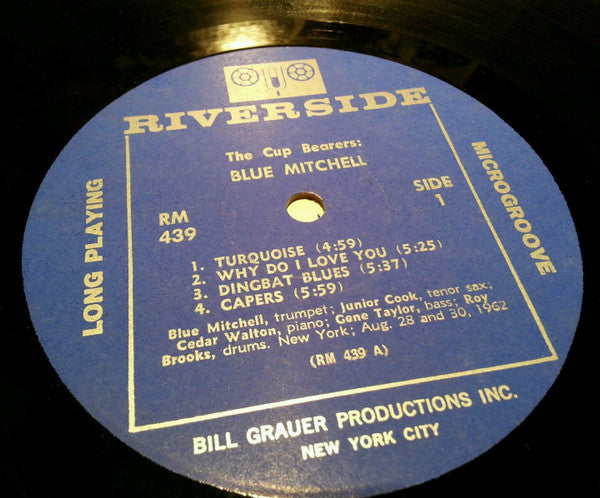 RIVERSIDE
The Cup Bearers:
BLUE MITCHELL
RM
439
SIDE
1
LONG PLAYING
MICROGROOVE
1. TURQUOISE (4:59)
2. WHY DO I LOVE YOU (5:25)
3. DINGBAT BLUES (5:37)
4. CAPERS (5:59)
Blue Mitchell, trumpet; Junior Cook, tenor sax;
Cedar Walton, piano; Gene Taylor, bass; Roy
Brooks, drums. New York; Aug. 28 and 30, 1962
(RM 439 A)
BILL GRAUER PRODUCTIONS INC.
NEW YORK CITY